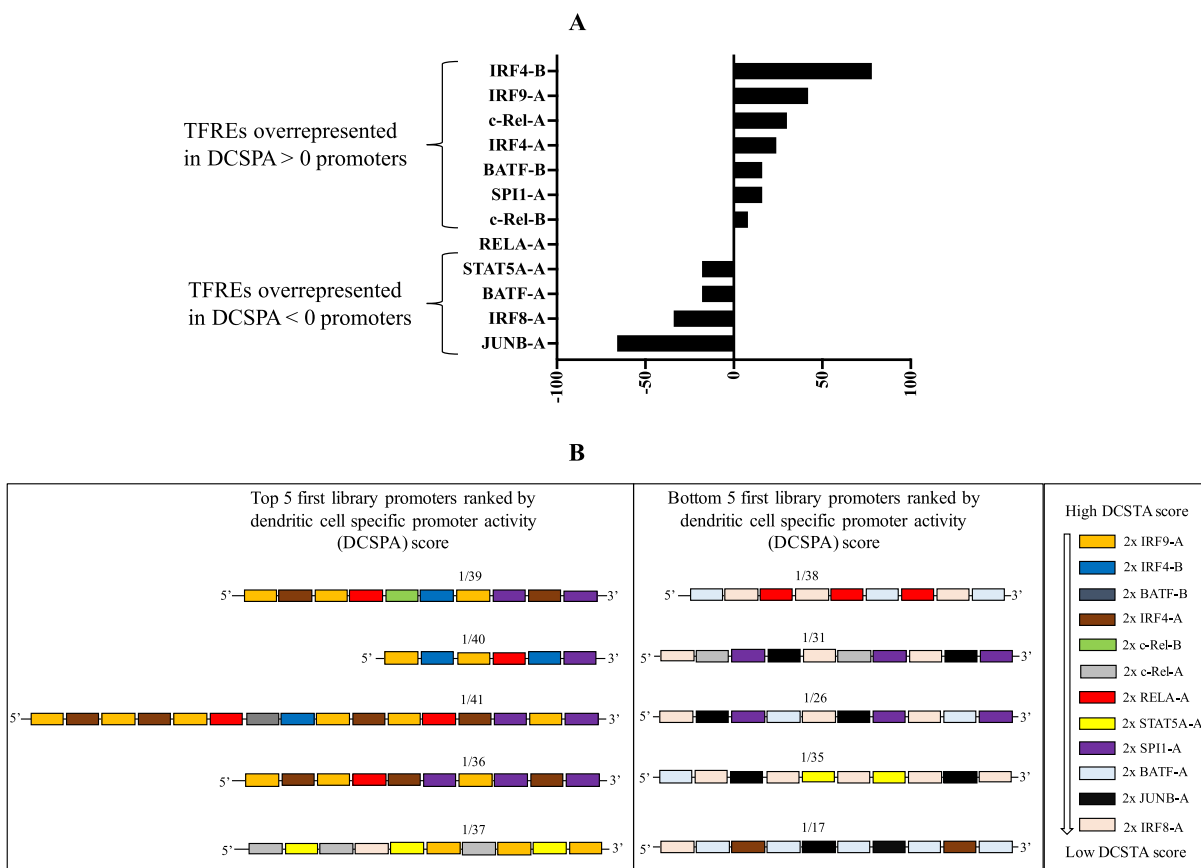 A
TFREs overrepresented
in DCSPA > 0 promoters
TFREs overrepresented
in DCSPA < 0 promoters
IRF4-B
IRF9-A
c-Rel-A
IRF4-A
BATF-B
SPI1-A
c-Rel-B
RELA-A
STAT5A-A
BATF-A
IRF8-A
JUNB-A
-100
-50
0
50
100
B
Top 5 first library promoters ranked by
dendritic cell specific promoter activity
(DCSPA) score
1/39
5’ 3’
1/40
5’ 3’
1/41
5’ 3’
1/36
5’ 3’
1/37
5’ 3’
Bottom 5 first library promoters ranked by
dendritic cell specific promoter activity
(DCSPA) score
1/38
5’ 3’
1/31
5’ 3’
1/26
5’ 3’
1/35
5’ 3’
1/17
5’ 3’
High DCSTA score
2x IRF9-A
2x IRF4-B
2x BATF-B
2x IRF4-A
2x c-Rel-B
2x c-Rel-A
2x RELA-A
2x STAT5A-A
2x SPI1-A
2x BATF-A
2x JUNB-A
2x IRF8-A
Low DCSTA score